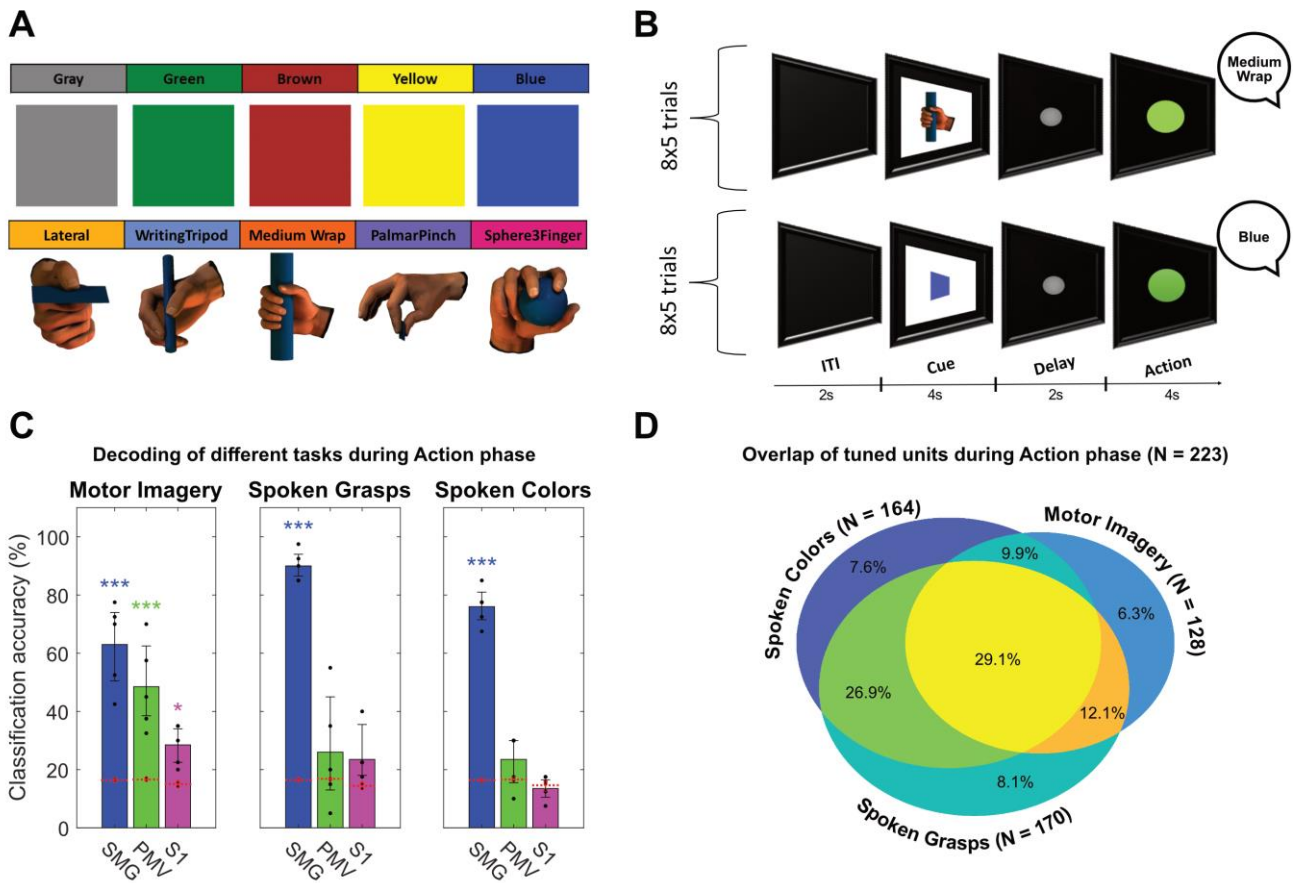 A
Gray Green Brown Yellow Blue
Lateral WritingTripod Medium Wrap PalmarPinch Sphere3Finger
B
8x5 trials
Medium
Wrap
8x5 trials
Blue
ITI Cue Delay Action
2s 4s 2s 4s
C
Decoding of different tasks during Action phase
Motor Imagery Spoken Grasps Spoken Colors
Classification accuracy (%)
100
80
60
40
20
0
*** *** *
***
***
SMG PMV S1
SMG PMV S1
SMG PMV S1
D
Overlap of tuned units during Action phase (N = 223)
Spoken Colors (N = 164)
Motor Imagery (N = 128)
Spoken Grasps (N = 170)
7.6%
9.9%
6.3%
29.1%
26.9%
12.1%
8.1%